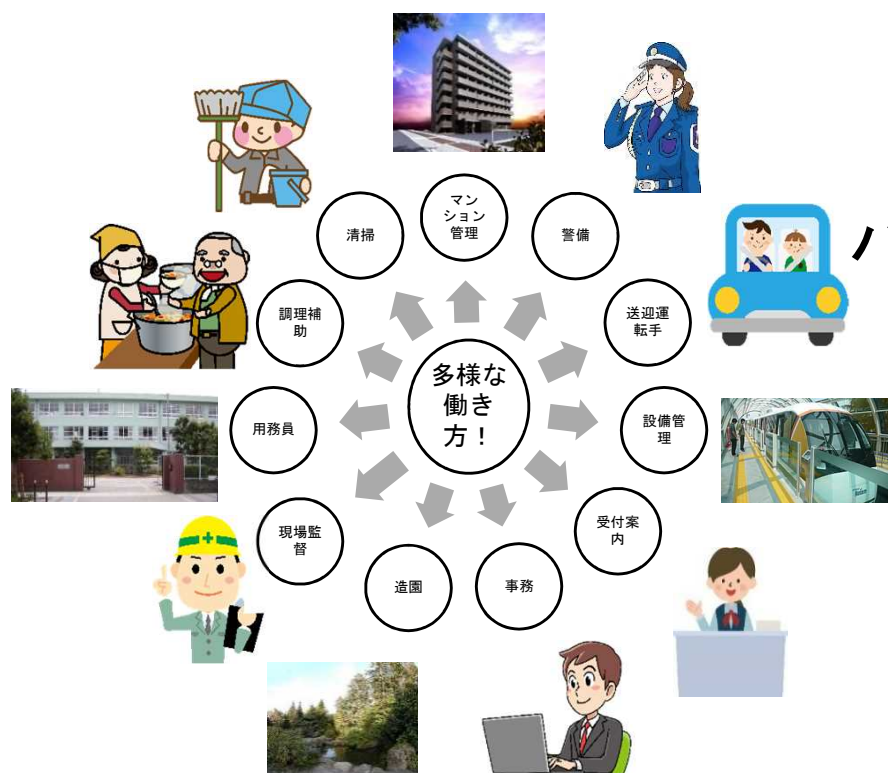 マン
ション
管理
警備
送迎運
転手
設備管
理
受付案
内
事務
造園
現場監
督
用務員
調理補
助
清掃
多様な
働き
方！